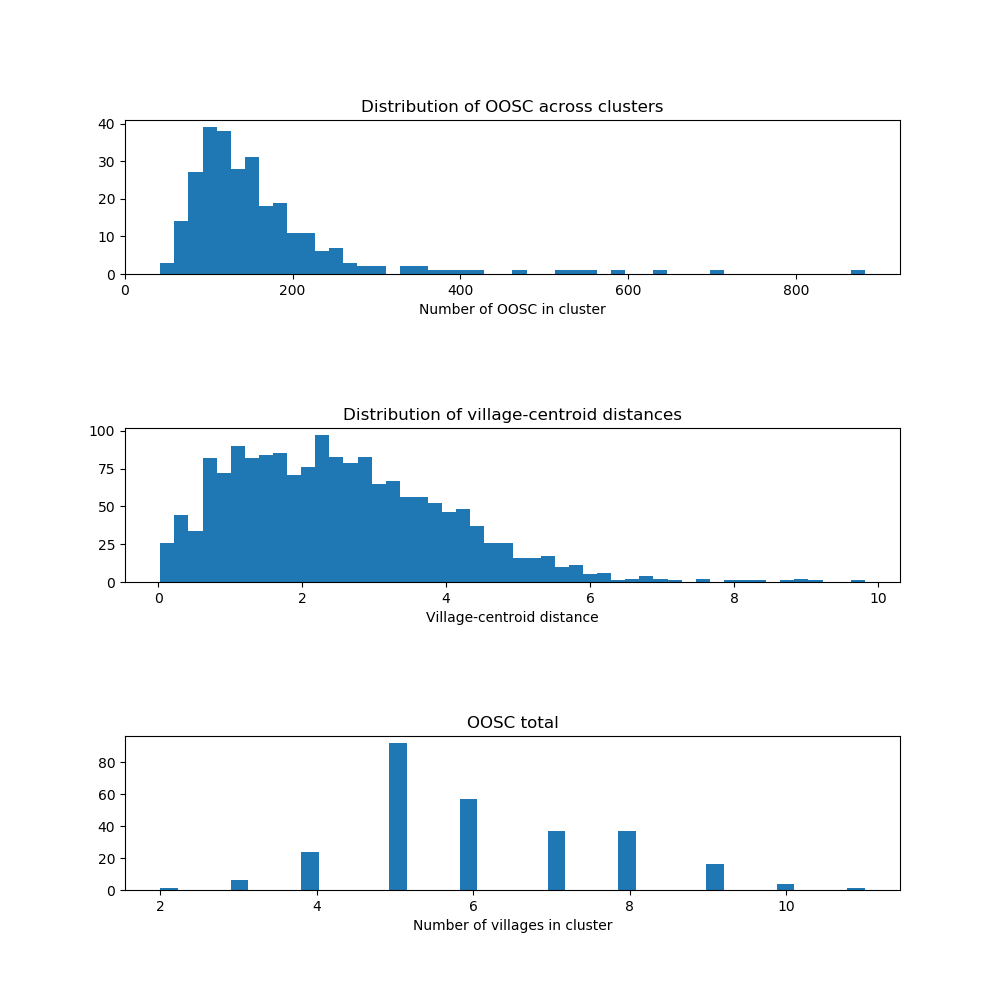 Distribution of OOSC across clusters
40
30
20
10
0
0 200 400 600 800
Number of OOSC in cluster
Distribution of village-centroid distances
100
75
50
25
0
0 2 4 6 8 10
Village-centroid distance
OOSC total
80
60
40
20
0
2 4 6 8 10
Number of villages in cluster